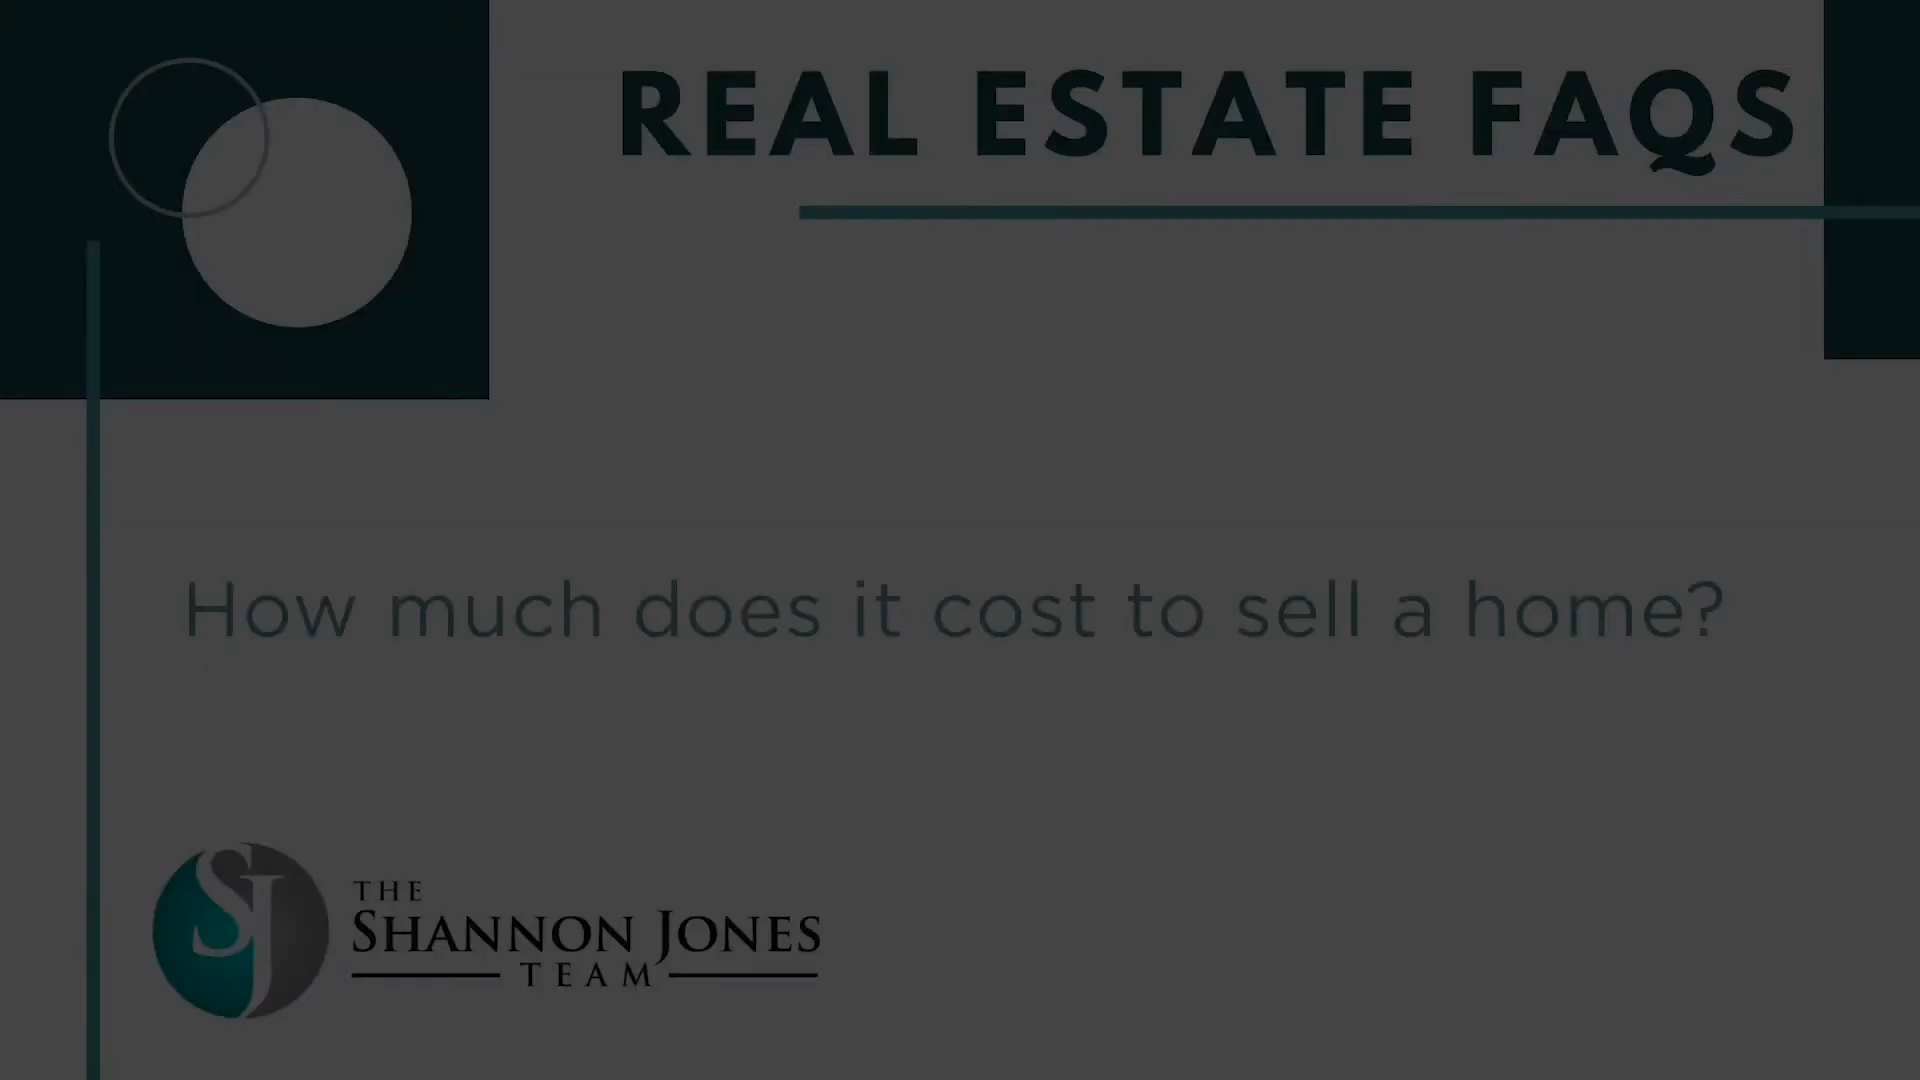 REAL ESTATE FAQS
How much does it cost to sell a home?
SJ
THE
SHANNON JONES
TEAM